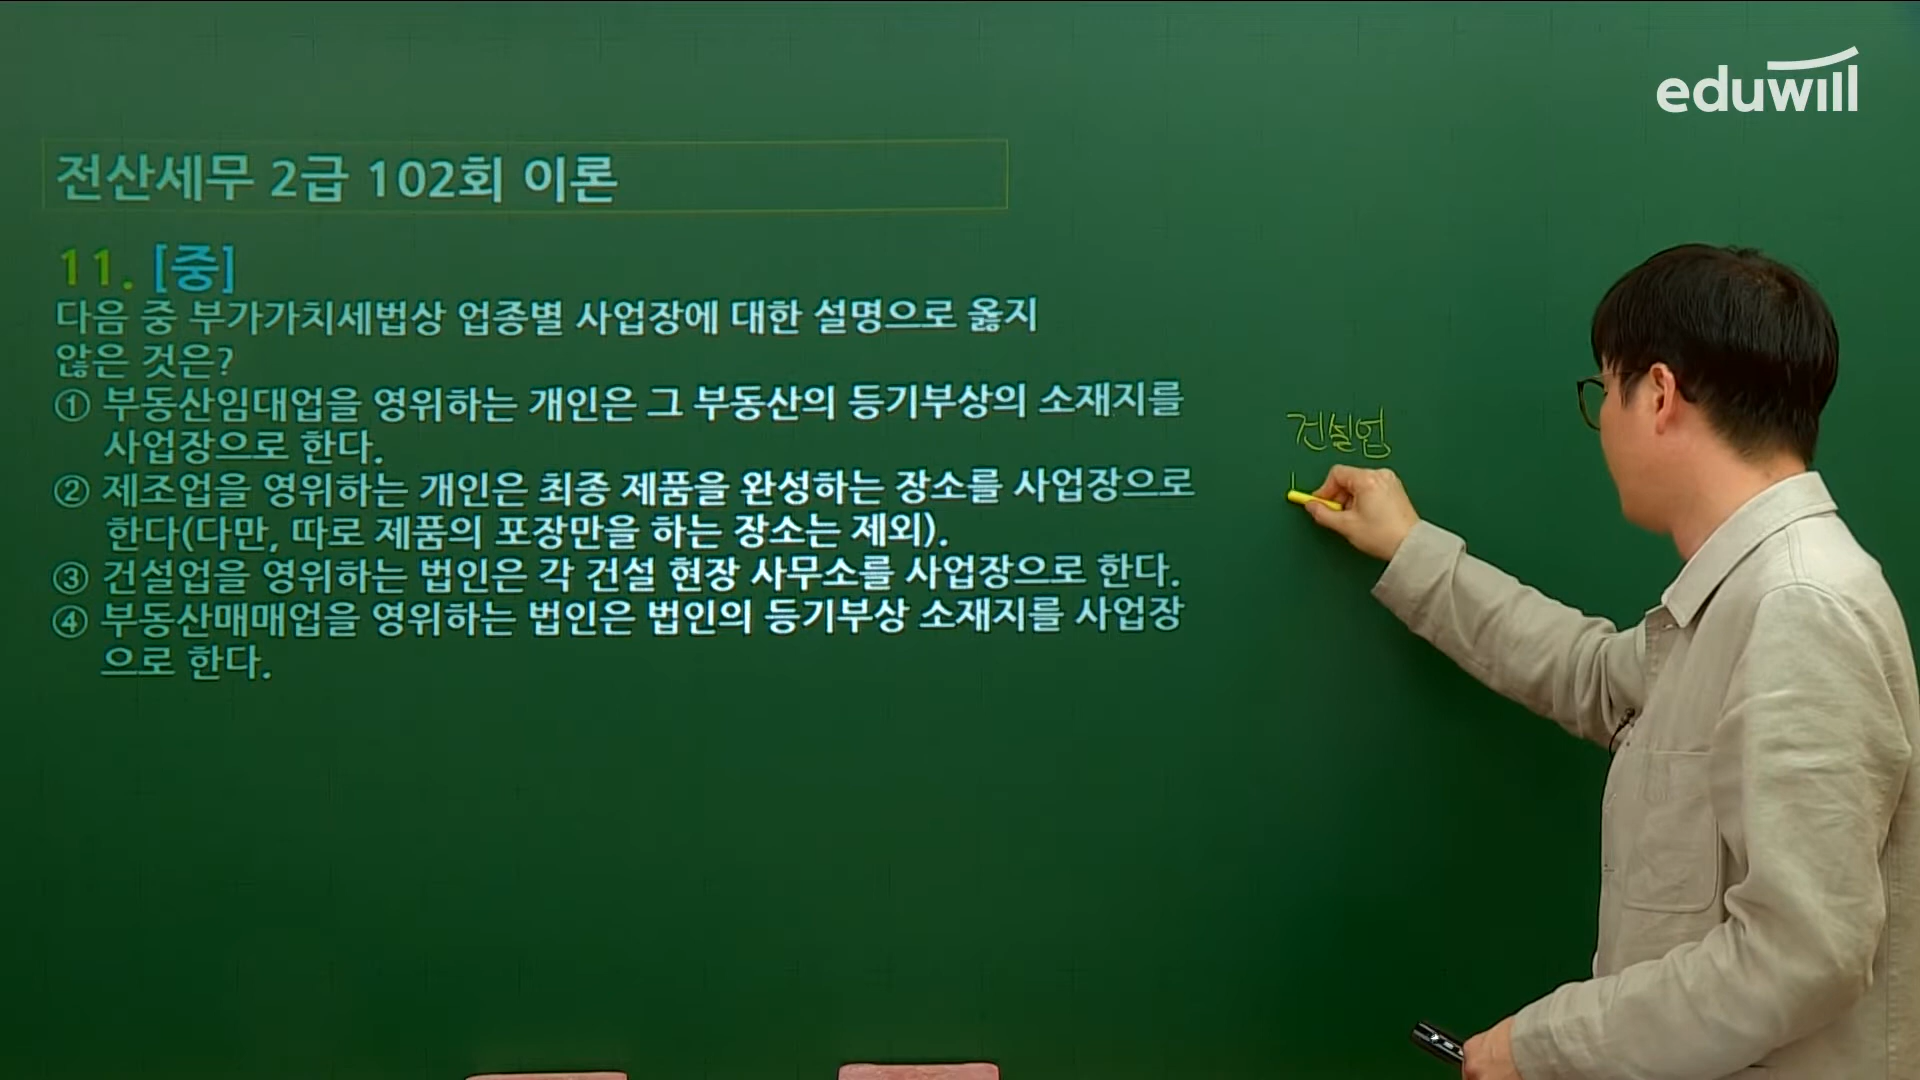 eduwill
전산세무 2급 102회 이론
11. [중]
다음 중 부가가치세법상 업종별 사업장에 대한 설명으로 옳지
않은 것은?
① 부동산임대업을 영위하는 개인은 그 부동산의 등기부상의 소재지를
사업장으로 한다.
② 제조업을 영위하는 개인은 최종 제품을 완성하는 장소를 사업장으로
한다(다만, 따로 제품의 포장만을 하는 장소는 제외).
③ 건설업을 영위하는 법인은 각 건설 현장 사무소를 사업장으로 한다.
④ 부동산매매업을 영위하는 법인은 법인의 등기부상 소재지를 사업장
으로 한다.
건설업